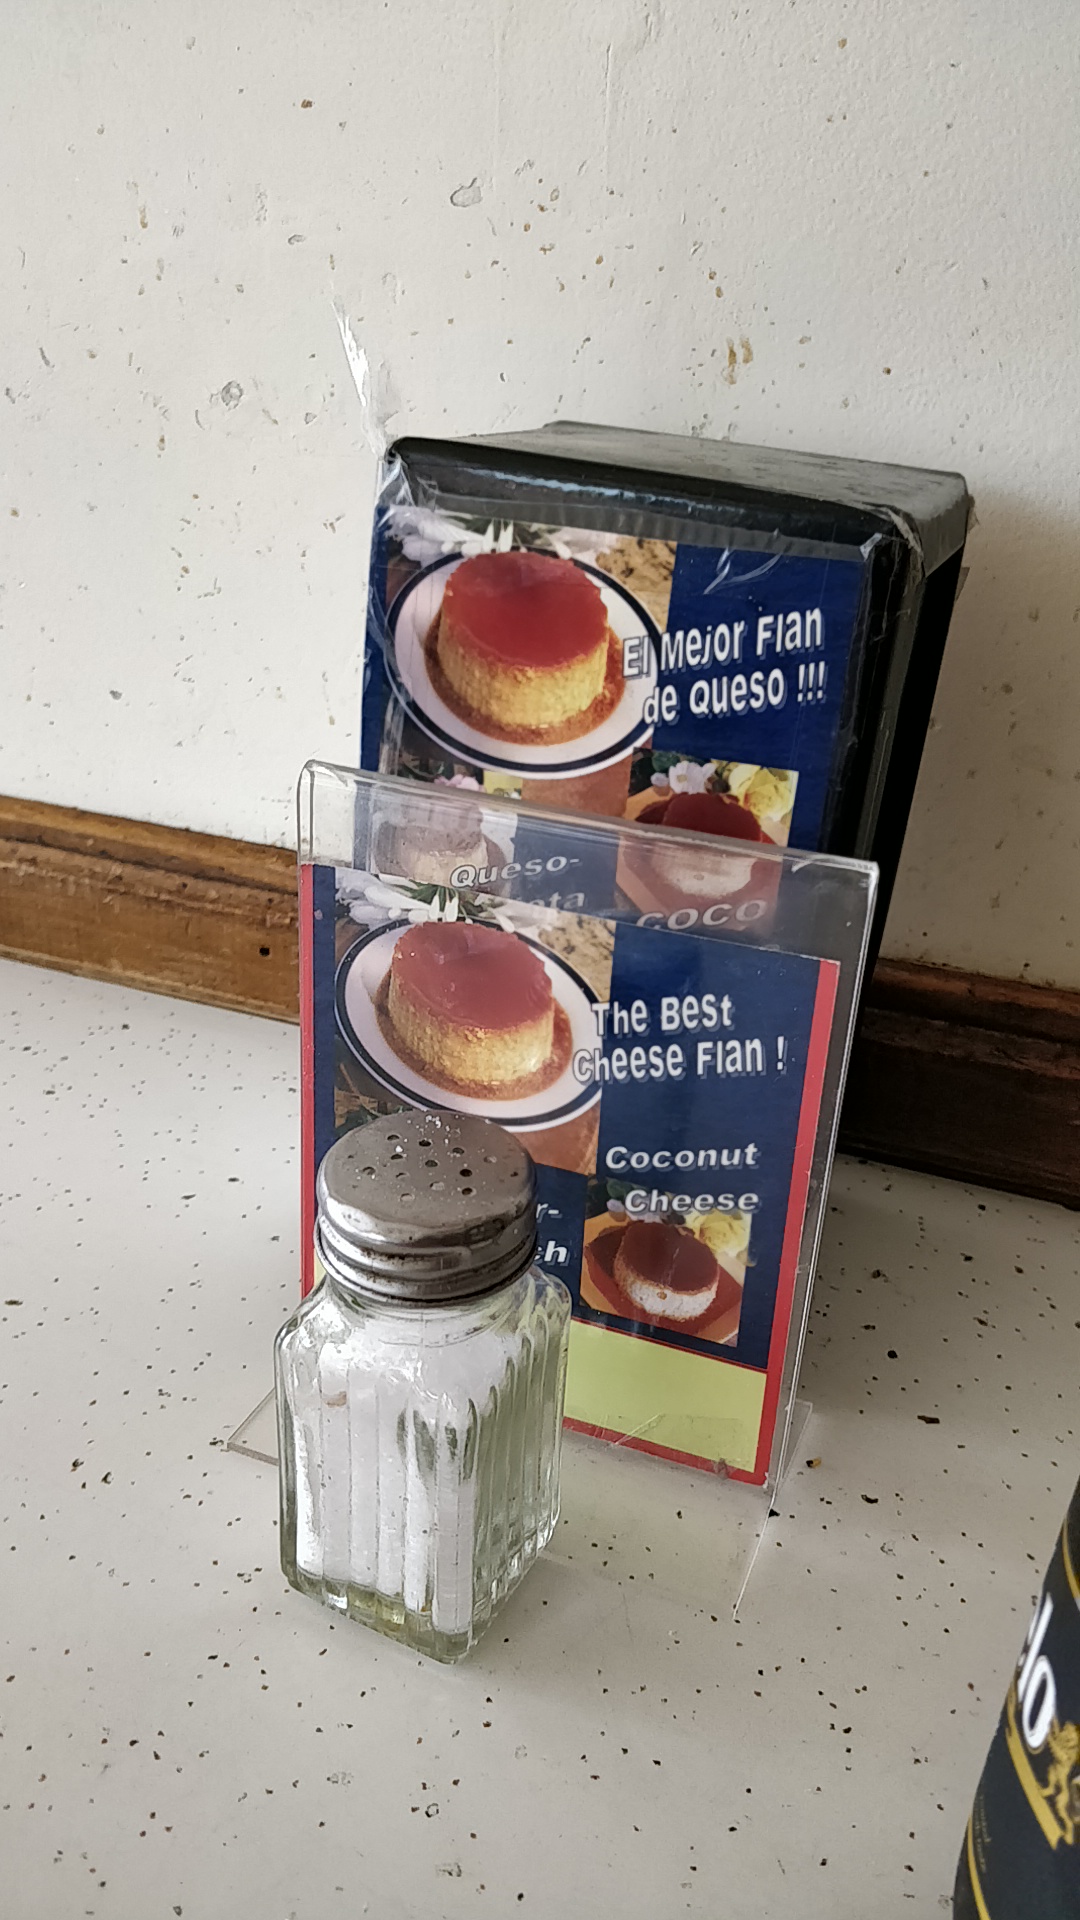 El Mejor Flan
de Queso !!!
Queso-
COCO
The Best
Cheese Flan !
Coconut
Cheese